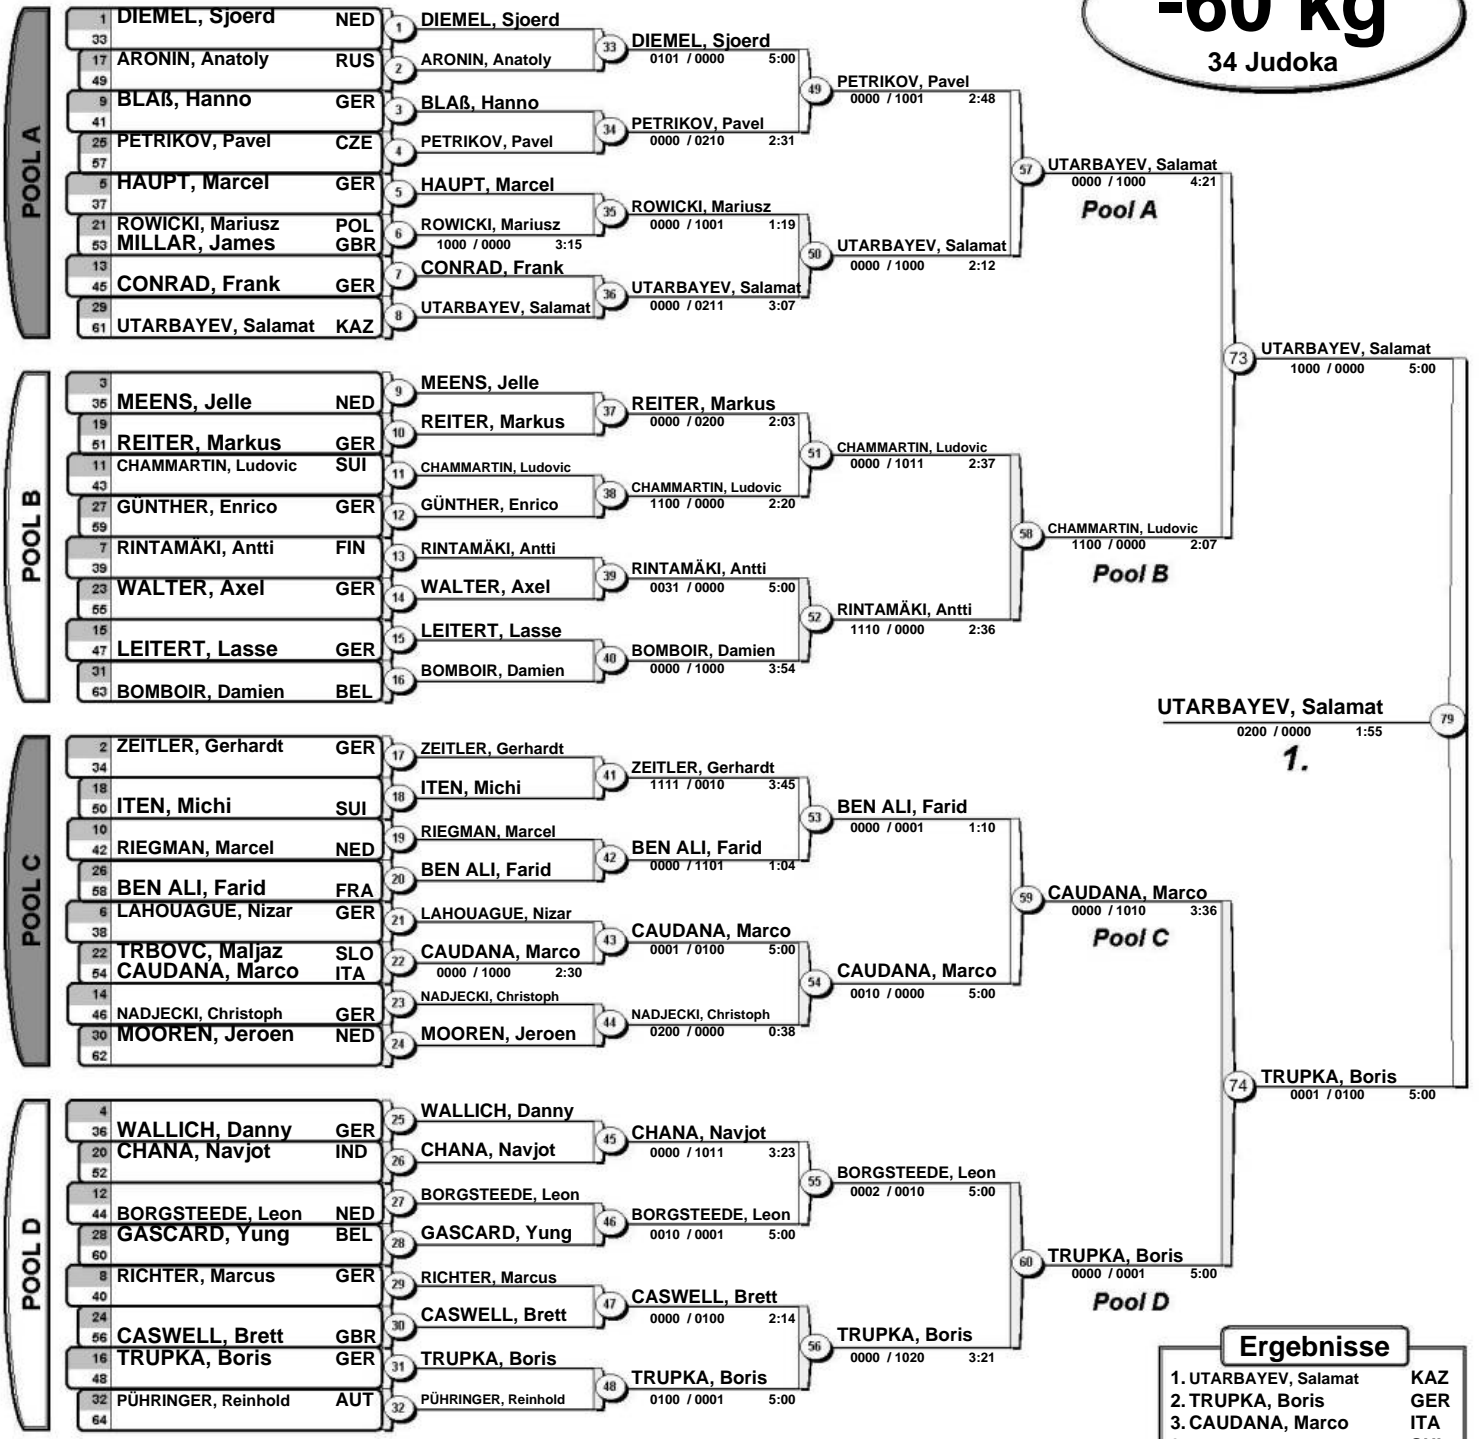 -60 kg
34 Judoka
POOL A
1 DIEMEL, Sjoerd NED
33
17 ARONIN, Anatoly RUS
49
9 BLAß, Hanno GER
41
25 PETRIKOV, Pavel CZE
57
5 HAUPT, Marcel GER
37
21 ROWICKI, Mariusz POL
53 MILLAR, James GBR
13
45 CONRAD, Frank GER
29
61 UTARBAYEV, Salamat KAZ
1 DIEMEL, Sjoerd
2 ARONIN, Anatoly
3 BLAß, Hanno
4 PETRIKOV, Pavel
5 HAUPT, Marcel
6 ROWICKI, Mariusz
1000 / 0000 3:15
7 CONRAD, Frank
8 UTARBAYEV, Salamat
33 DIEMEL, Sjoerd
0101 / 0000 5:00
34 PETRIKOV, Pavel
0000 / 0210 2:31
35 ROWICKI, Mariusz
0000 / 1001 1:19
36 UTARBAYEV, Salamat
0000 / 0211 3:07
49 PETRIKOV, Pavel
0000 / 1001 2:48
50 UTARBAYEV, Salamat
0000 / 1000 2:12
57 UTARBAYEV, Salamat
0000 / 1000 4:21
Pool A
POOL B
3
35 MEENS, Jelle NED
19
51 REITER, Markus GER
11 CHAMMARTIN, Ludovic SUI
43
27 GÜNTHER, Enrico GER
59
7 RINTAMÄKI, Antti FIN
39
23 WALTER, Axel GER
55
15
47 LEITERT, Lasse GER
31
63 BOMBOIR, Damien BEL
9 MEENS, Jelle
10 REITER, Markus
11 CHAMMARTIN, Ludovic
12 GÜNTHER, Enrico
13 RINTAMÄKI, Antti
14 WALTER, Axel
15 LEITERT, Lasse
16 BOMBOIR, Damien
37 REITER, Markus
0000 / 0200 2:03
38 CHAMMARTIN, Ludovic
1100 / 0000 2:20
39 RINTAMÄKI, Antti
0031 / 0000 5:00
40 BOMBOIR, Damien
0000 / 1000 3:54
51 CHAMMARTIN, Ludovic
0000 / 1011 2:37
52 RINTAMÄKI, Antti
1110 / 0000 2:36
58 CHAMMARTIN, Ludovic
1100 / 0000 2:07
Pool B
73 UTARBAYEV, Salamat
1000 / 0000 5:00
UTARBAYEV, Salamat 79
0200 / 0000 1:55
1.
POOL C
2 ZEITLER, Gerhardt GER
34
18
50 ITEN, Michi SUI
10
42 RIEGMAN, Marcel NED
26
58 BEN ALI, Farid FRA
6 LAHOUAGUE, Nizar GER
38
22 TRBOVC, Maljaz SLO
54 CAUDANA, Marco ITA
14
46 NADJECKI, Christoph GER
30 MOOREN, Jeroen NED
62
17 ZEITLER, Gerhardt
18 ITEN, Michi
19 RIEGMAN, Marcel
20 BEN ALI, Farid
21 LAHOUAGUE, Nizar
22 CAUDANA, Marco
0000 / 1000 2:30
23 NADJECKI, Christoph
24 MOOREN, Jeroen
41 ZEITLER, Gerhardt
1111 / 0010 3:45
42 BEN ALI, Farid
0000 / 1101 1:04
43 CAUDANA, Marco
0001 / 0100 5:00
44 NADJECKI, Christoph
0200 / 0000 0:38
53 BEN ALI, Farid
0000 / 0001 1:10
54 CAUDANA, Marco
0010 / 0000 5:00
59 CAUDANA, Marco
0000 / 1010 3:36
Pool C
74 TRUPKA, Boris
0001 / 0100 5:00
POOL D
4
36 WALLICH, Danny GER
20 CHANA, Navjot IND
52
12
44 BORGSTEEDE, Leon NED
28 GASCARD, Yung BEL
60
8 RICHTER, Marcus GER
40
24
56 CASWELL, Brett GBR
16 TRUPKA, Boris GER
48
32 PÜHRINGER, Reinhold AUT
64
25 WALLICH, Danny
26 CHANA, Navjot
27 BORGSTEEDE, Leon
28 GASCARD, Yung
29 RICHTER, Marcus
30 CASWELL, Brett
31 TRUPKA, Boris
32 PÜHRINGER, Reinhold
45 CHANA, Navjot
0000 / 1011 3:23
46 BORGSTEEDE, Leon
0010 / 0001 5:00
47 CASWELL, Brett
0000 / 0100 2:14
48 TRUPKA, Boris
0100 / 0001 5:00
55 BORGSTEEDE, Leon
0002 / 0010 5:00
56 TRUPKA, Boris
0000 / 1020 3:21
60 TRUPKA, Boris
0000 / 0001 5:00
Pool D
Ergebnisse
1. UTARBAYEV, Salamat KAZ
2. TRUPKA, Boris GER
3. CAUDANA, Marco ITA